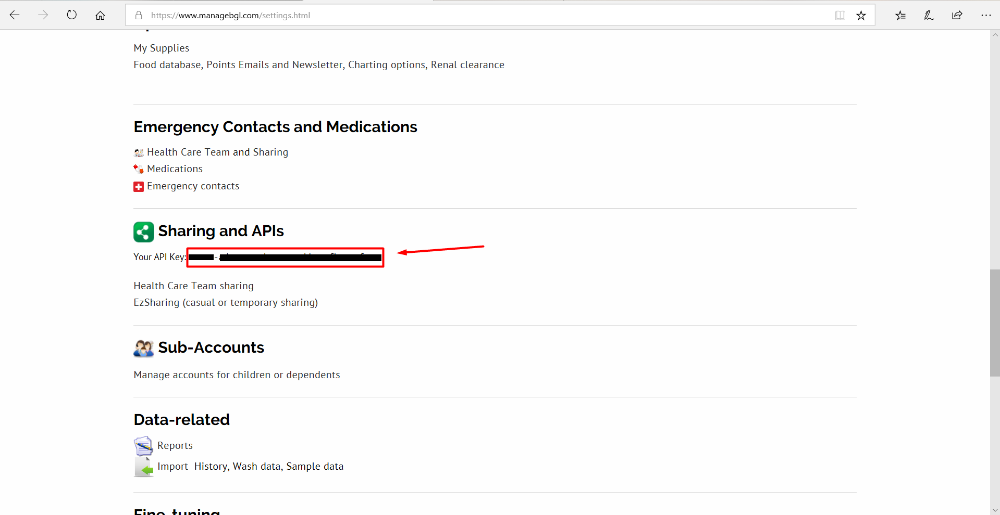 https://www.managebgl.com/settings.html
My Supplies
Food database, Points Emails and Newsletter, Charting options, Renal clearance
Emergency Contacts and Medications
Health Care Team and Sharing
Medications
Emergency contacts
Sharing and APIs
Your API Key:
Health Care Team sharing
EzSharing (casual or temporary sharing)
Sub-Accounts
Manage accounts for children or dependents
Data-related
Reports
Import History, Wash data, Sample data
Fine-tuning